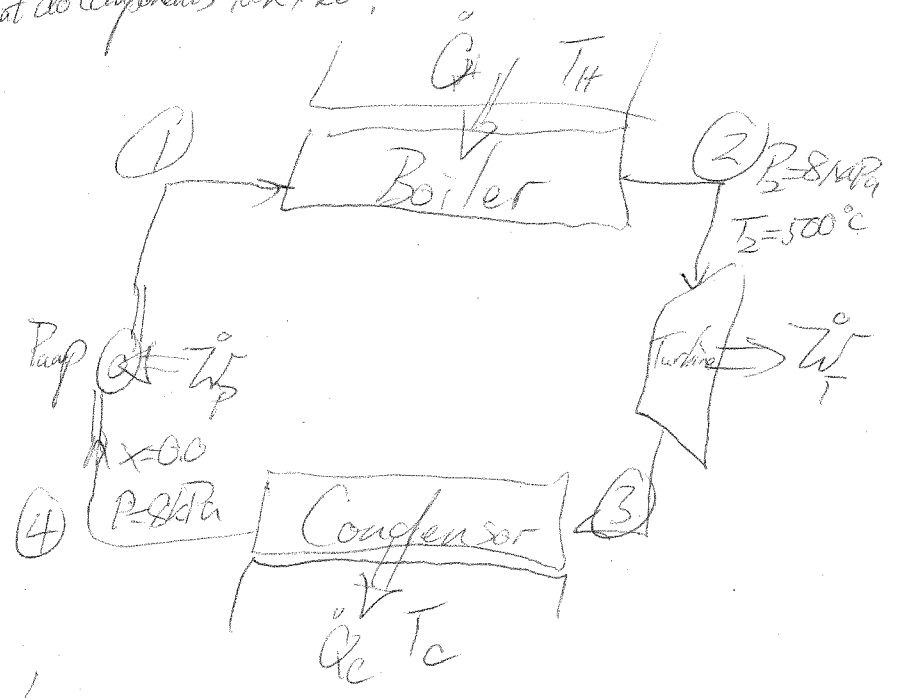 Q̇H TH
① ②
Boiler P2=8MPa
T2=500°C
Pump Ẇp Turbine ẆT
x=0.0
P=8kPa
④ Condensor ③
Q̇c Tc